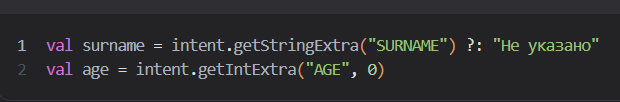 1 val surname = intent.getStringExtra("SURNAME") ?: "Не указано"
2 val age = intent.getIntExtra("AGE", 0)